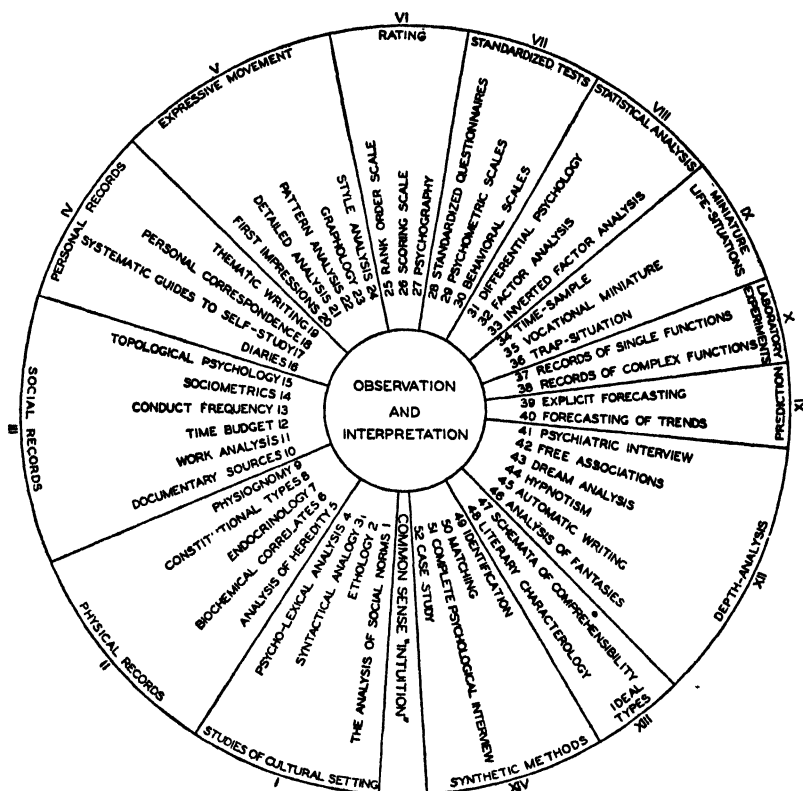 OBSERVATION
AND
INTERPRETATION
COMMON SENSE "INTUITION"
I
STUDIES OF CULTURAL SETTING
THE ANALYSIS OF SOCIAL NORMS 1
ETHOLOGY 2
SYNTACTICAL ANALOGY 3
PSYCHO-LEXICAL ANALYSIS 4
II
PHYSICAL RECORDS
ANALYSIS OF HEREDITY 5
BIOCHEMICAL CORRELATES 6
ENDOCRINOLOGY 7
CONSTITUTIONAL TYPES 8
PHYSIOGNOMY 9
III
SOCIAL RECORDS
DOCUMENTARY SOURCES 10
WORK ANALYSIS 11
TIME BUDGET 12
CONDUCT FREQUENCY 13
SOCIOMETRICS 14
TOPOLOGICAL PSYCHOLOGY 15
IV
PERSONAL RECORDS
DIARIES 16
SYSTEMATIC GUIDES TO SELF-STUDY 17
PERSONAL CORRESPONDENCE 18
THEMATIC WRITING 19
V
EXPRESSIVE MOVEMENT
FIRST IMPRESSIONS 20
DETAILED ANALYSIS 21
PATTERN ANALYSIS 22
GRAPHOLOGY 23
STYLE ANALYSIS 24
VI
RATING
25 RANK ORDER SCALE
26 SCORING SCALE
27 PSYCHOGRAPHY
VII
STANDARDIZED TESTS
28 STANDARDIZED QUESTIONNAIRES
29 PSYCHOMETRIC SCALES
30 BEHAVIORAL SCALES
VIII
STATISTICAL ANALYSIS
31 DIFFERENTIAL PSYCHOLOGY
32 FACTOR ANALYSIS
33 INVERTED FACTOR ANALYSIS
IX
MINIATURE
LIFE-SITUATIONS
34 TIME-SAMPLE
35 VOCATIONAL MINIATURE
36 TRAP-SITUATION
X
LABORATORY
EXPERIMENTS
37 RECORDS OF SINGLE FUNCTIONS
38 RECORDS OF COMPLEX FUNCTIONS
XI
PREDICTION
39 EXPLICIT FORECASTING
40 FORECASTING OF TRENDS
XII
DEPTH-ANALYSIS
41 PSYCHIATRIC INTERVIEW
42 FREE ASSOCIATIONS
43 DREAM ANALYSIS
44 HYPNOTISM
45 AUTOMATIC WRITING
46 ANALYSIS OF FANTASIES
XIII
IDEAL
TYPES
47 SCHEMATA OF COMPREHENSIBILITY
48 LITERARY CHARACTEROLOGY
XIV
SYNTHETIC METHODS
49 IDENTIFICATION
50 MATCHING
51 COMPLETE PSYCHOLOGICAL INTERVIEW
52 CASE STUDY